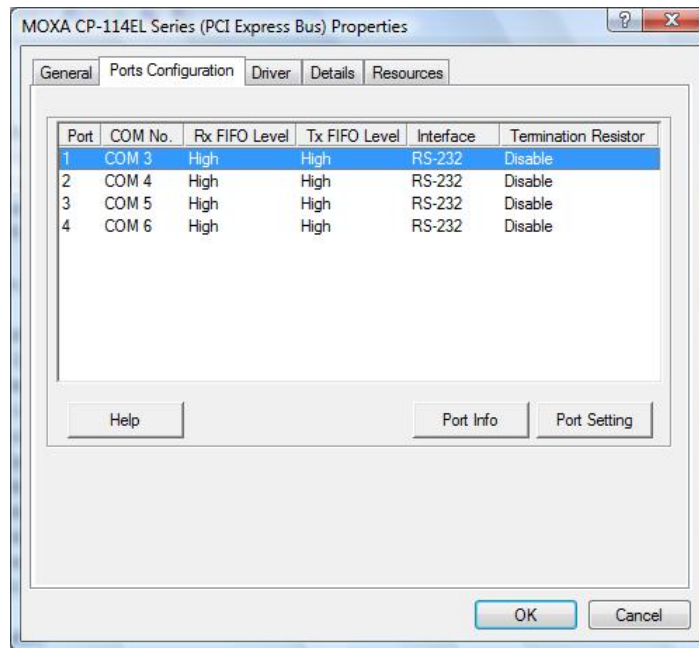 MOXA CP-114EL Series (PCI Express Bus) Properties
General Ports Configuration Driver Details Resources
Port COM No. Rx FIFO Level Tx FIFO Level Interface Termination Resistor
1 COM 3 High High RS-232 Disable
2 COM 4 High High RS-232 Disable
3 COM 5 High High RS-232 Disable
4 COM 6 High High RS-232 Disable
Help Port Info Port Setting
OK Cancel